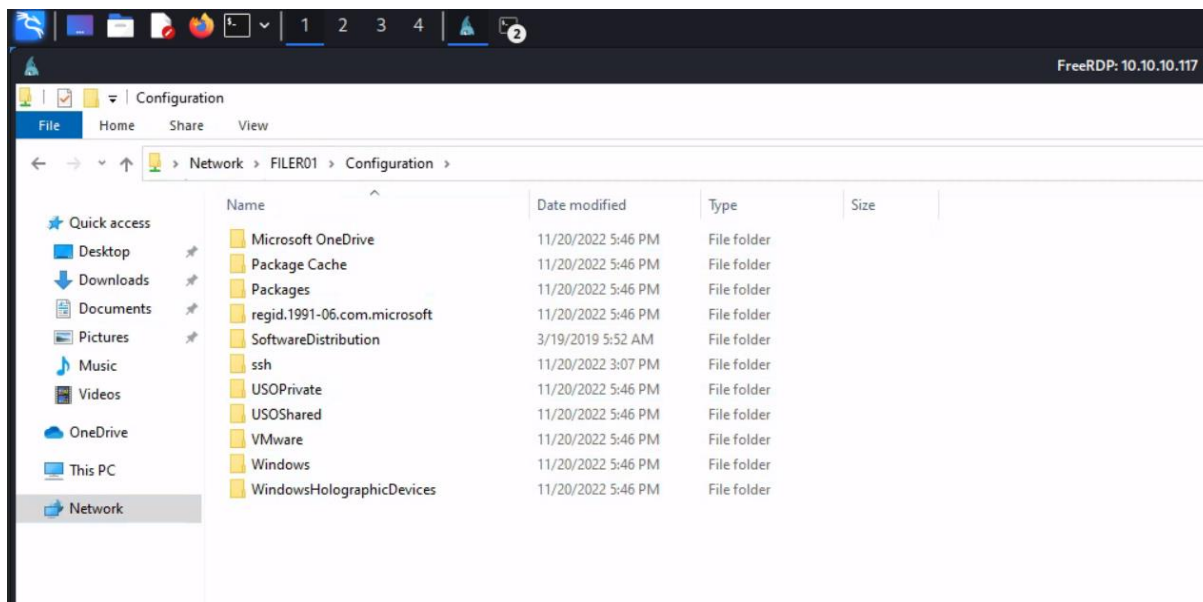 1 2 3 4 2
FreeRDP: 10.10.10.117
Configuration
File Home Share View
Network > FILER01 > Configuration >
Name Date modified Type Size
Quick access
Desktop
Downloads
Documents
Pictures
Music
Videos
OneDrive
This PC
Network
Microsoft OneDrive 11/20/2022 5:46 PM File folder
Package Cache 11/20/2022 5:46 PM File folder
Packages 11/20/2022 5:46 PM File folder
regid.1991-06.com.microsoft 11/20/2022 5:46 PM File folder
SoftwareDistribution 3/19/2019 5:52 AM File folder
ssh 11/20/2022 3:07 PM File folder
USOPrivate 11/20/2022 5:46 PM File folder
USOShared 11/20/2022 5:46 PM File folder
VMware 11/20/2022 5:46 PM File folder
Windows 11/20/2022 5:46 PM File folder
WindowsHolographicDevices 11/20/2022 5:46 PM File folder